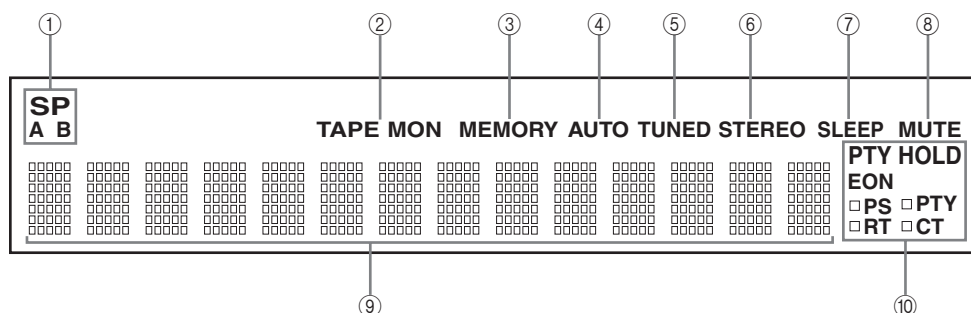 ① ② ③ ④ ⑤ ⑥ ⑦ ⑧
SP
A B
TAPE MON MEMORY AUTO TUNED STEREO SLEEP MUTE
PTY HOLD
EON
PS PTY
RT CT
⑨ ⑩